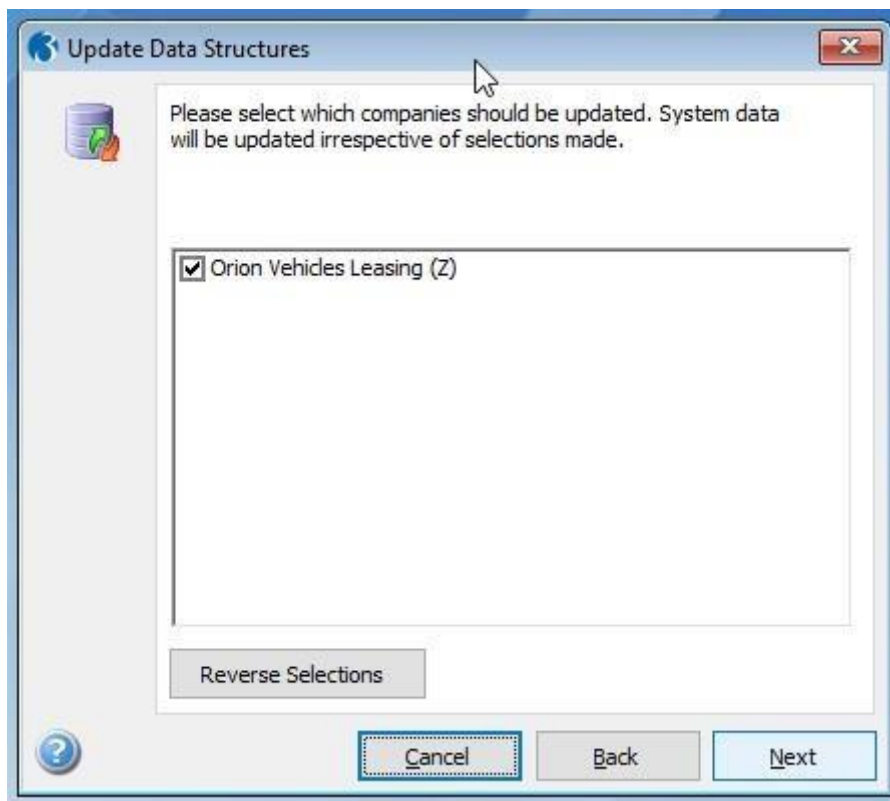 Update Data Structures
Please select which companies should be updated. System data
will be updated irrespective of selections made.
Orion Vehicles Leasing (Z)
Reverse Selections
Cancel
Back
Next